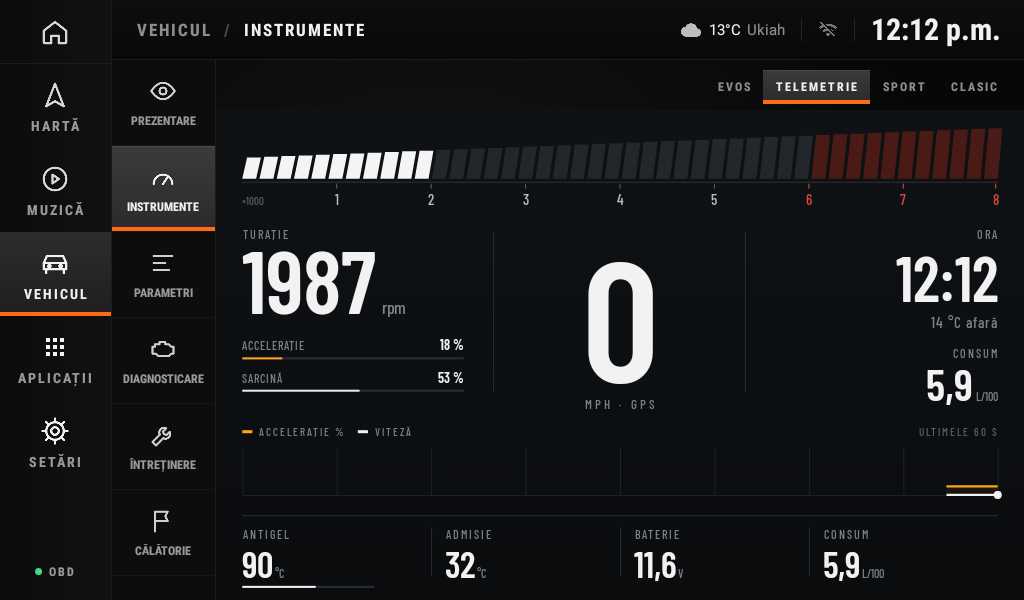 VEHICUL / INSTRUMENTE
13°C Ukiah
12:12 p.m.
HARTĂ
MUZICĂ
VEHICUL
APLICAȚII
SETĂRI
OBD
PREZENTARE
INSTRUMENTE
PARAMETRI
DIAGNOSTICARE
ÎNTREȚINERE
CĂLĂTORIE
EVOS TELEMETRIE SPORT CLASIC
×1000 1 2 3 4 5 6 7 8
TURAȚIE
1987 rpm
ACCELERAȚIE 18 %
SARCINĂ 53 %
0
MPH · GPS
ORA
12:12
14 °C afară
CONSUM
5,9 L/100
ACCELERAȚIE % VITEZĂ
ULTIMELE 60 S
ANTIGEL
90 °C
ADMISIE
32 °C
BATERIE
11,6 V
CONSUM
5,9 L/100